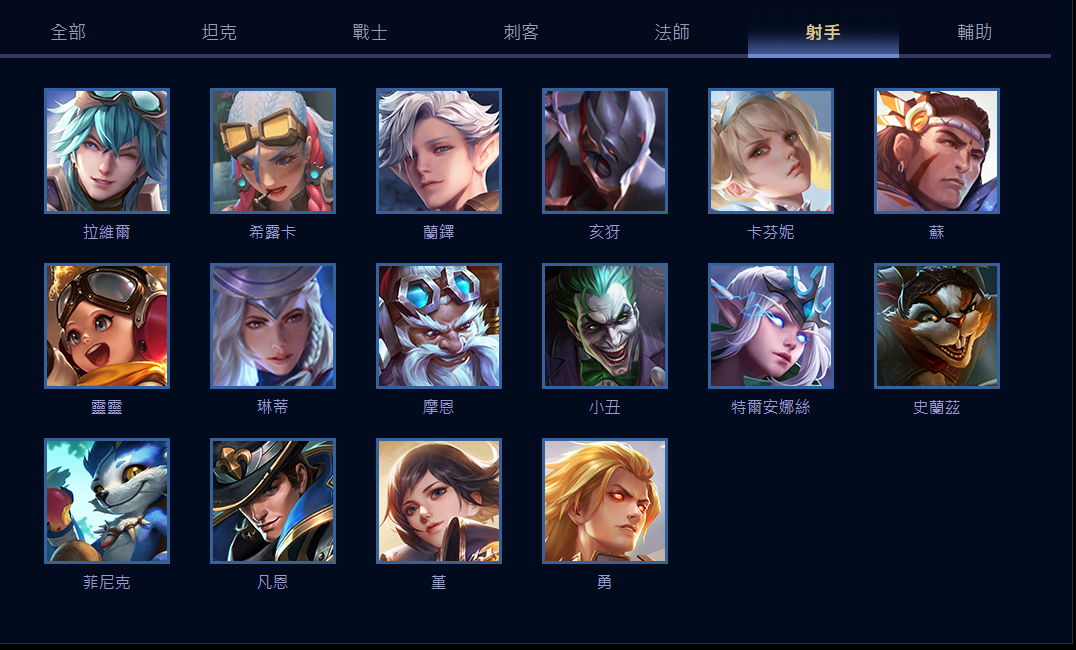 全部 坦克 戰士 刺客 法師 射手 輔助
拉維爾 希露卡 蘭鐸 亥犽 卡芬妮 蘇
靈靈 琳蒂 摩恩 小丑 特爾安娜絲 史蘭茲
菲尼克 凡恩 堇 勇